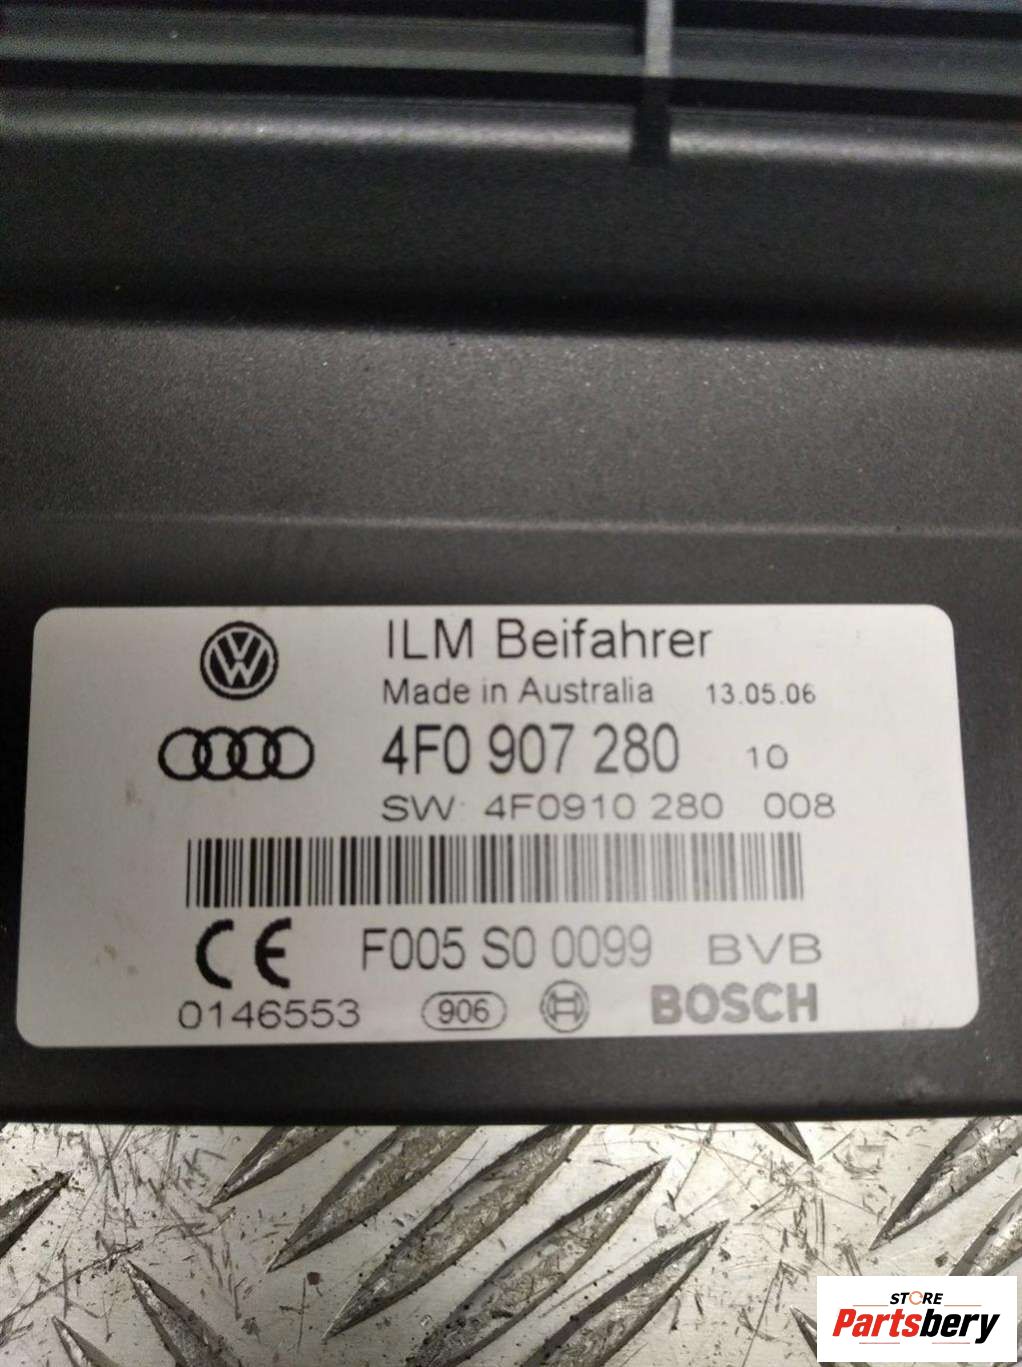 ILM Beifahrer
Made in Australia 13.05.06
4F0 907 280 10
SW: 4F0910 280 008
F005 S0 0099 BVB
0146553 906 BOSCH
STORE
Partsbery